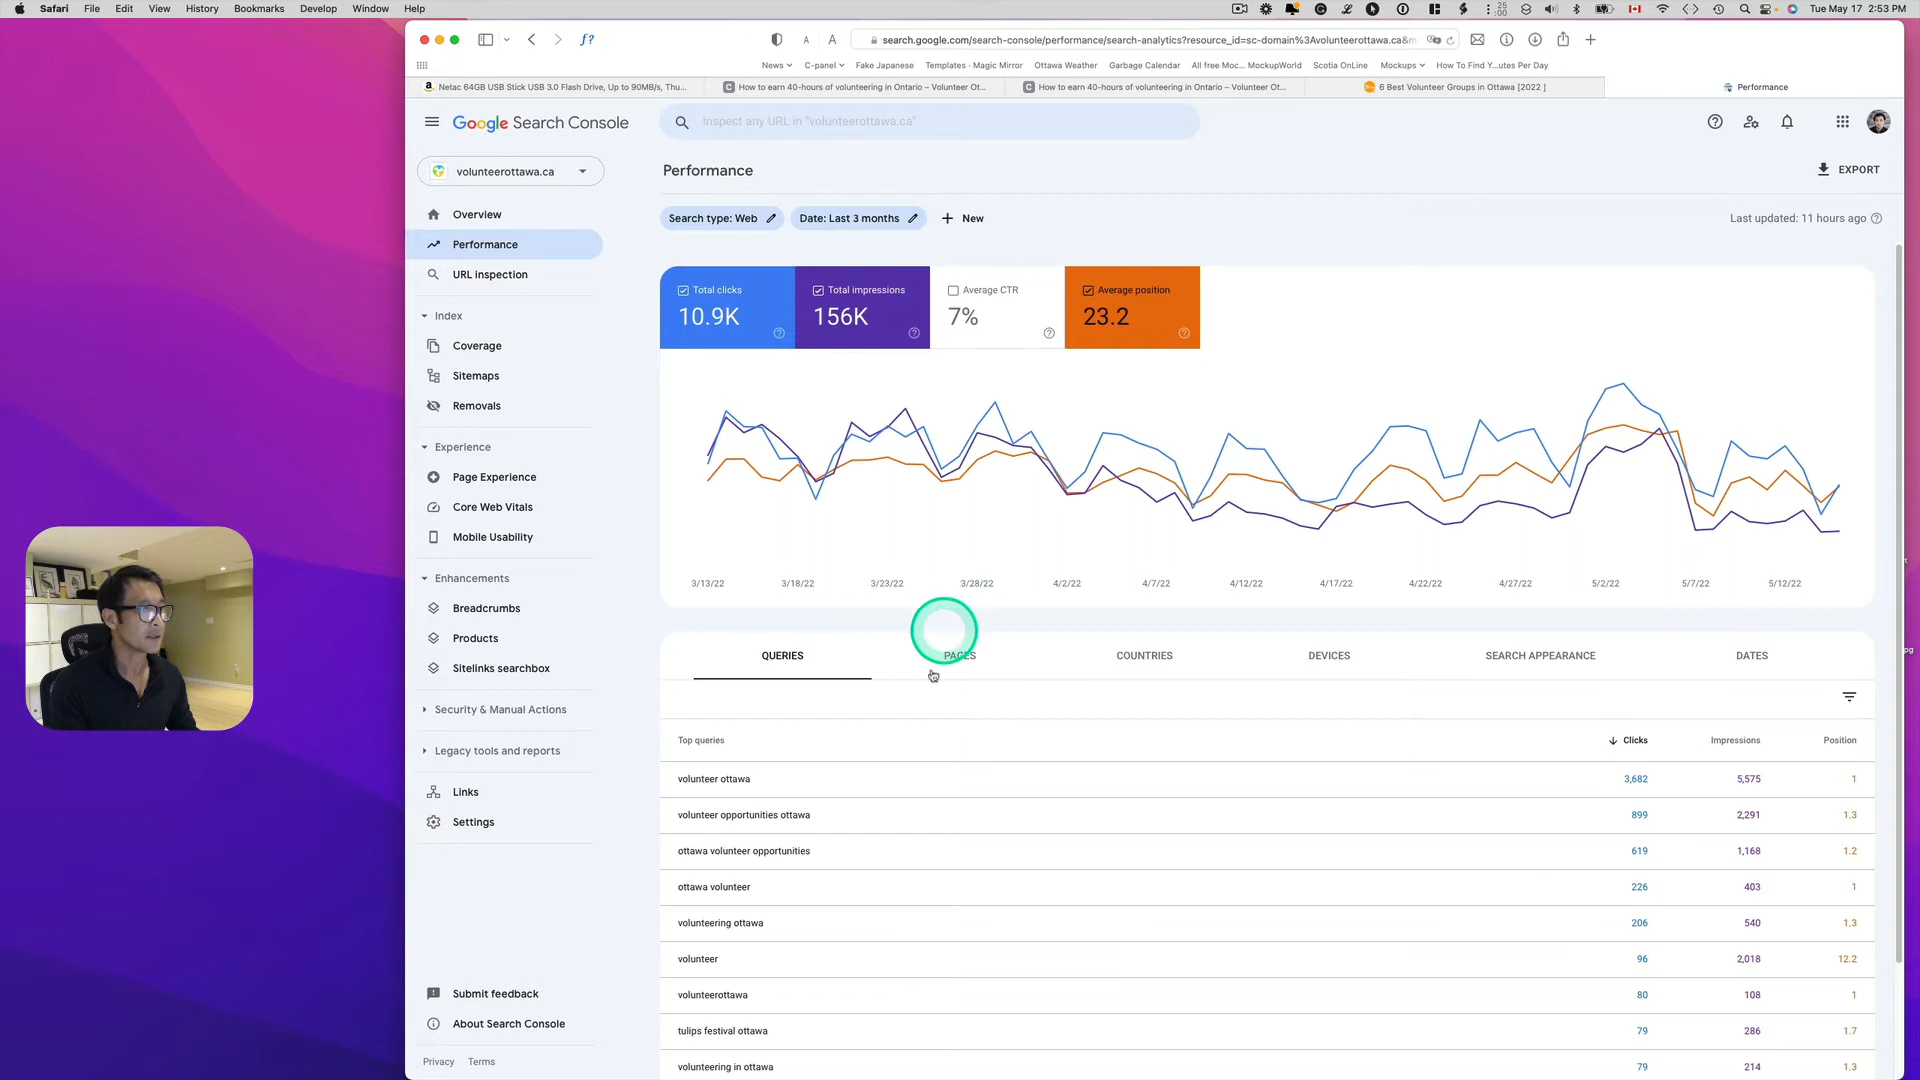 Safari File Edit View History Bookmarks Develop Window Help
25
00
Tue May 17 2:53 PM
search.google.com/search-console/performance/search-analytics?resource_id=sc-domain%3Avolunteerottawa.ca&m
News C-panel Fake Japanese Templates - Magic Mirror Ottawa Weather Garbage Calendar All free Moc... MockupWorld Scotia OnLine Mockups How To Find Y...utes Per Day
Netac 64GB USB Stick USB 3.0 Flash Drive, Up to 90MB/s, Thu...
How to earn 40-hours of volunteering in Ontario – Volunteer Ot...
How to earn 40-hours of volunteering in Ontario – Volunteer Ot...
6 Best Volunteer Groups in Ottawa [2022 ]
Performance
Google Search Console
Inspect any URL in "volunteerottawa.ca"
volunteerottawa.ca
Overview
Performance
URL inspection
Index
Coverage
Sitemaps
Removals
Experience
Page Experience
Core Web Vitals
Mobile Usability
Enhancements
Breadcrumbs
Products
Sitelinks searchbox
Security & Manual Actions
Legacy tools and reports
Links
Settings
Submit feedback
About Search Console
Privacy Terms
Performance
EXPORT
Search type: Web
Date: Last 3 months
New
Last updated: 11 hours ago
Total clicks
10.9K
Total impressions
156K
Average CTR
7%
Average position
23.2
3/13/22 3/18/22 3/23/22 3/28/22 4/2/22 4/7/22 4/12/22 4/17/22 4/22/22 4/27/22 5/2/22 5/7/22 5/12/22
QUERIES PAGES COUNTRIES DEVICES SEARCH APPEARANCE DATES
Top queries Clicks Impressions Position
volunteer ottawa 3,682 5,575 1
volunteer opportunities ottawa 899 2,291 1.3
ottawa volunteer opportunities 619 1,168 1.2
ottawa volunteer 226 403 1
volunteering ottawa 206 540 1.3
volunteer 96 2,018 12.2
volunteerottawa 80 108 1
tulips festival ottawa 79 286 1.7
volunteering in ottawa 79 214 1.3